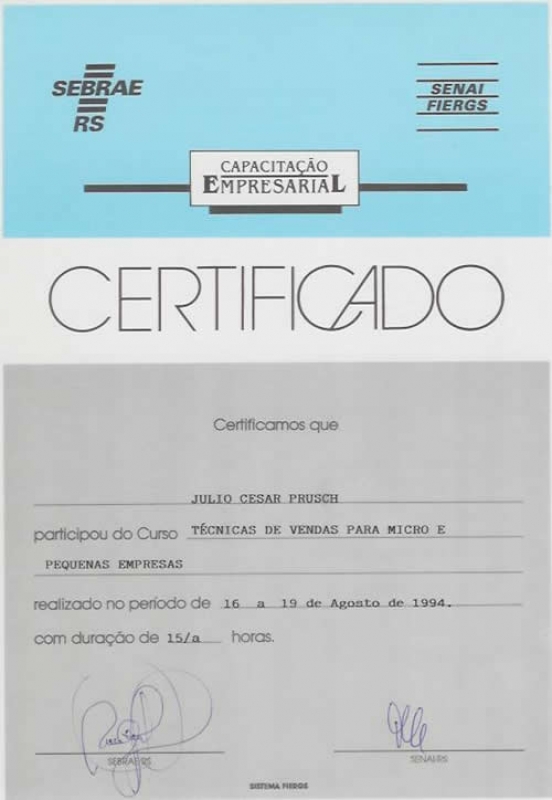 SEBRAE
RS
SENAI
FIERGS
CAPACITAÇÃO
EMPRESARIAL
CERTIFICADO
Certificamos que
JULIO CESAR PRUSCH
participou do Curso TÉCNICAS DE VENDAS PARA MICRO E
PEQUENAS EMPRESAS
realizado no período de 16 a 19 de Agosto de 1994.
com duração de 15/a horas.
SEBRAE/RS
SENAI-RS
SISTEMA FIERGS